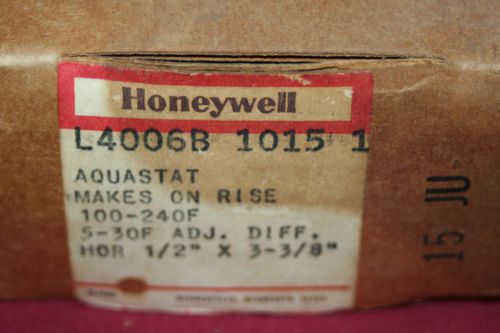 Honeywell
L4006B 1015 1
AQUASTAT
MAKES ON RISE
100-240F
5-30F ADJ. DIFF.
HOR 1/2" X 3-3/8"
15 JU